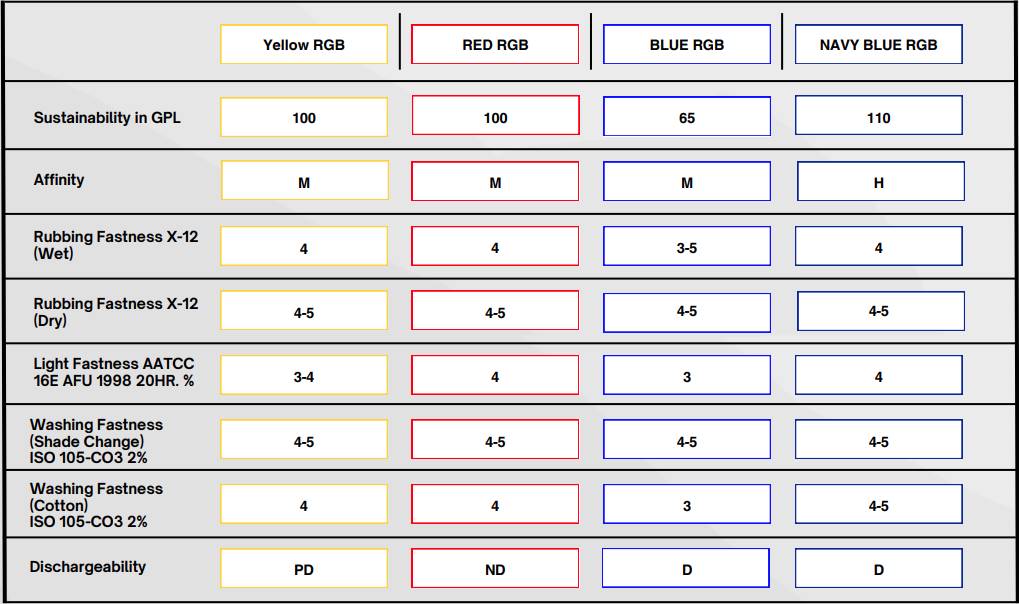 Yellow RGB RED RGB BLUE RGB NAVY BLUE RGB
Sustainability in GPL 100 100 65 110
Affinity M M M H
Rubbing Fastness X-12
(Wet) 4 4 3-5 4
Rubbing Fastness X-12
(Dry) 4-5 4-5 4-5 4-5
Light Fastness AATCC
16E AFU 1998 20HR. % 3-4 4 3 4
Washing Fastness
(Shade Change) 4-5 4-5 4-5 4-5
ISO 105-CO3 2%
Washing Fastness
(Cotton) 4 4 3 4-5
ISO 105-CO3 2%
Dischargeability PD ND D D